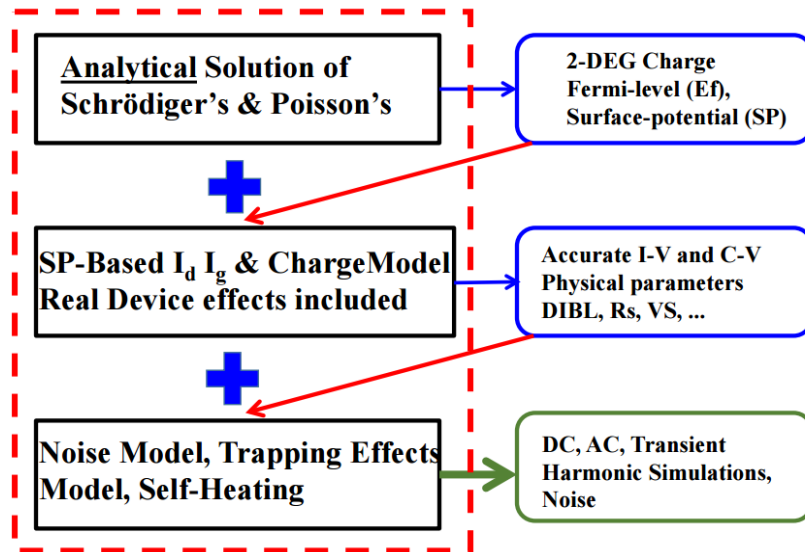 Analytical Solution of
Schrödiger's & Poisson's
2-DEG Charge
Fermi-level (Ef),
Surface-potential (SP)
SP-Based Id Ig & ChargeModel
Real Device effects included
Accurate I-V and C-V
Physical parameters
DIBL, Rs, VS, ...
Noise Model, Trapping Effects
Model, Self-Heating
DC, AC, Transient
Harmonic Simulations,
Noise